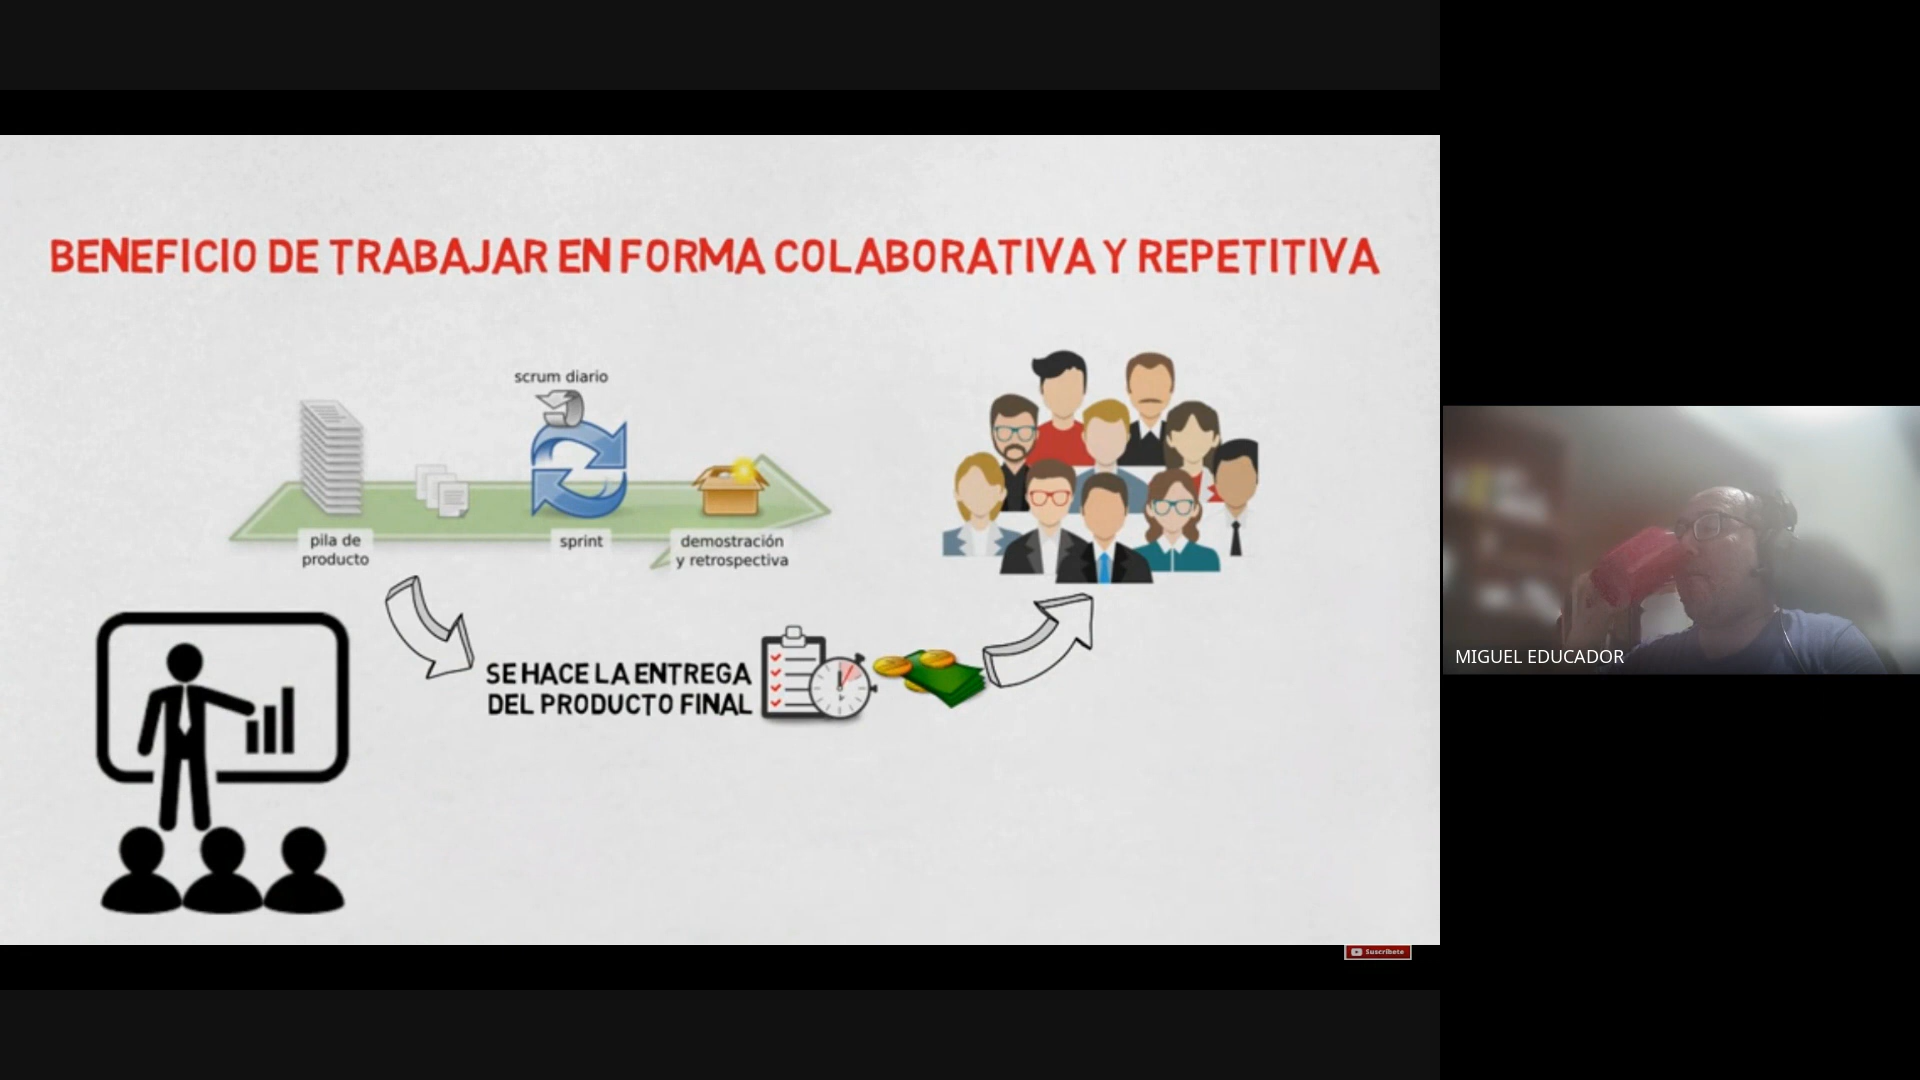 BENEFICIO DE TRABAJAR EN FORMA COLABORATIVA Y REPETITIVA
scrum diario
pila de
producto
sprint
demostración
y retrospectiva
SE HACE LA ENTREGA
DEL PRODUCTO FINAL
MIGUEL EDUCADOR
Suscríbete